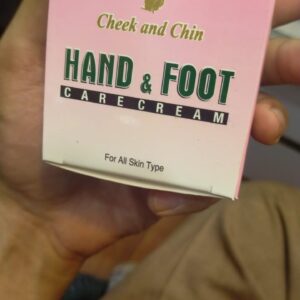 Cheek and Chin
HAND & FOOT
CARE CREAM
For All Skin Type